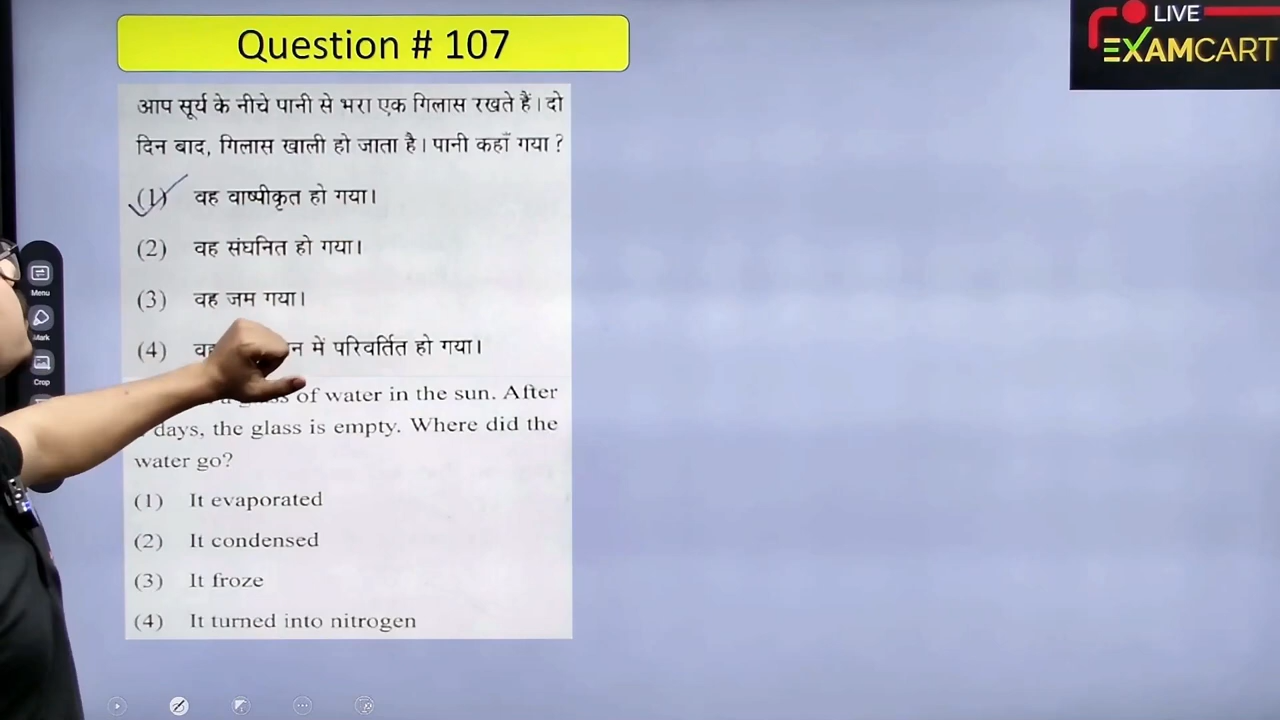 Question # 107
LIVE
EXAMCART
आप सूर्य के नीचे पानी से भरा एक गिलास रखते हैं। दो
दिन बाद, गिलास खाली हो जाता है। पानी कहाँ गया ?
(1) वह वाष्पीकृत हो गया।
(2) वह संघनित हो गया।
(3) वह जम गया।
(4) में परिवर्तित हो गया।
of water in the sun. After
days, the glass is empty. Where did the
water go?
(1) It evaporated
(2) It condensed
(3) It froze
(4) It turned into nitrogen
Menu
Mark
Crop